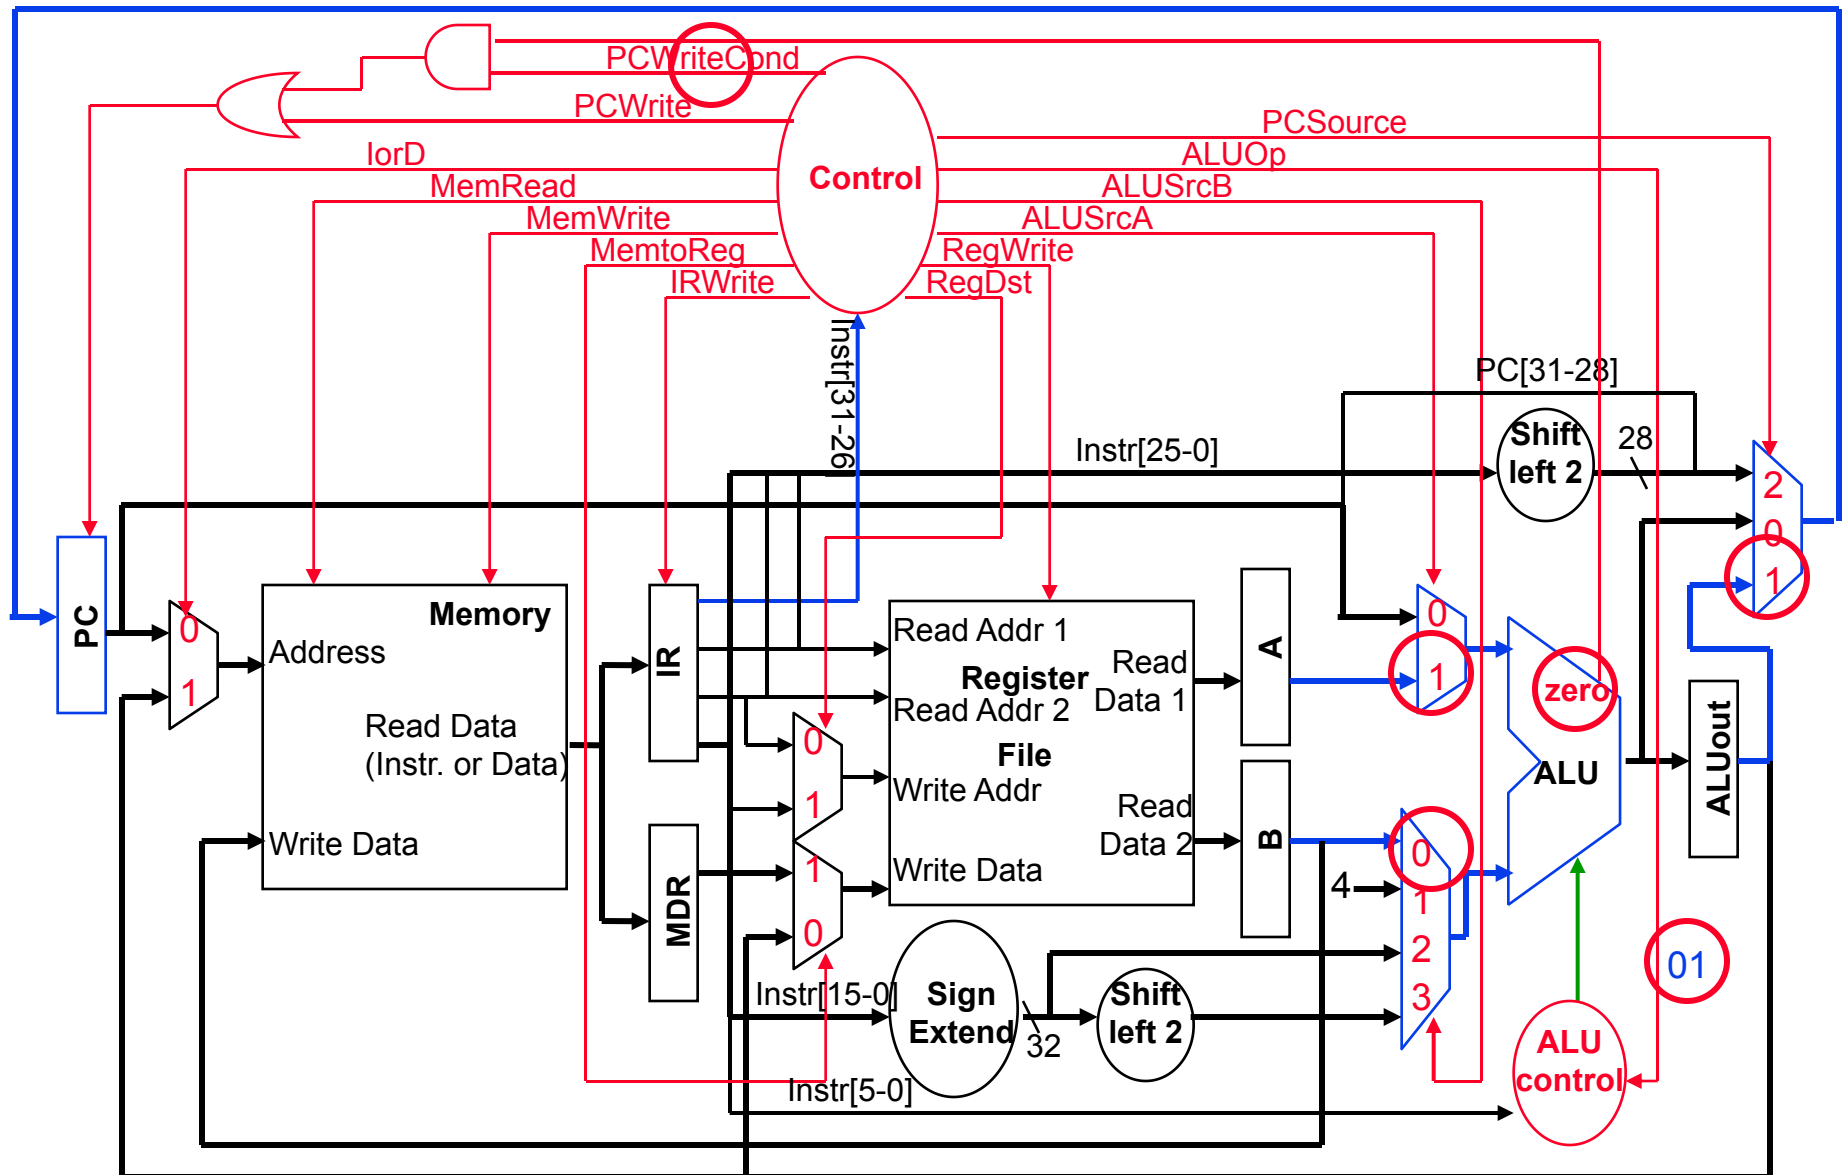 PCWriteCond
PCWrite
PCSource
IorD
ALUOp
Control
MemRead
ALUSrcB
MemWrite
ALUSrcA
MemtoReg
RegWrite
IRWrite
RegDst
Instr[31-26]
PC[31-28]
Instr[25-0]
Shift
left 2
28
2
0
1
PC
0
1
Memory
Address
Read Data
(Instr. or Data)
Write Data
IR
MDR
0
1
1
0
Read Addr 1
Register
Read Addr 2
File
Write Addr
Write Data
Read
Data 1
Read
Data 2
A
B
0
1
0
4
1
2
3
zero
ALU
ALUout
01
Instr[15-0]
Sign
Extend
32
Shift
left 2
ALU
control
Instr[5-0]